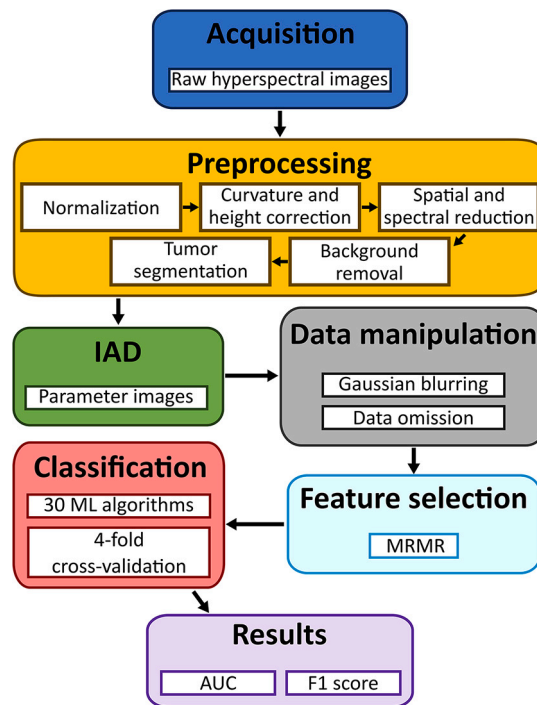 Acquisition
Raw hyperspectral images
Preprocessing
Normalization
Curvature and
height correction
Spatial and
spectral reduction
Tumor
segmentation
Background
removal
IAD
Parameter images
Data manipulation
Gaussian blurring
Data omission
Classification
30 ML algorithms
4-fold
cross-validation
Feature selection
MRMR
Results
AUC
F1 score